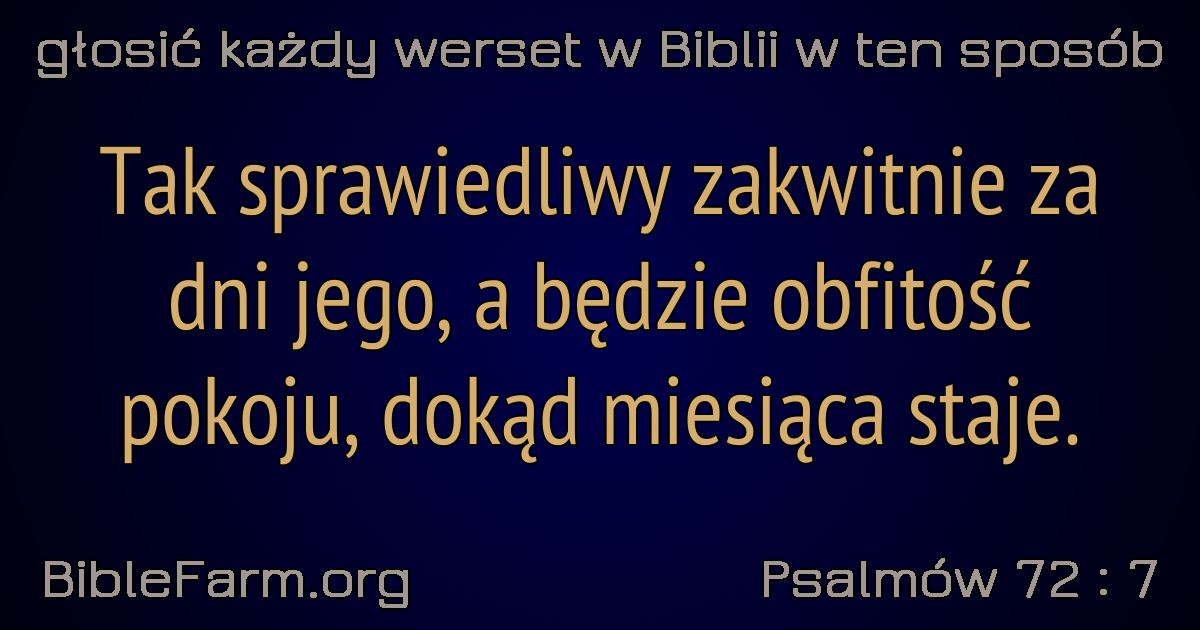 głosić każdy werset w Biblii w ten sposób
Tak sprawiedliwy zakwitnie za
dni jego, a będzie obfitość
pokoju, dokąd miesiąca staje.
BibleFarm.org
Psalmów 72 : 7